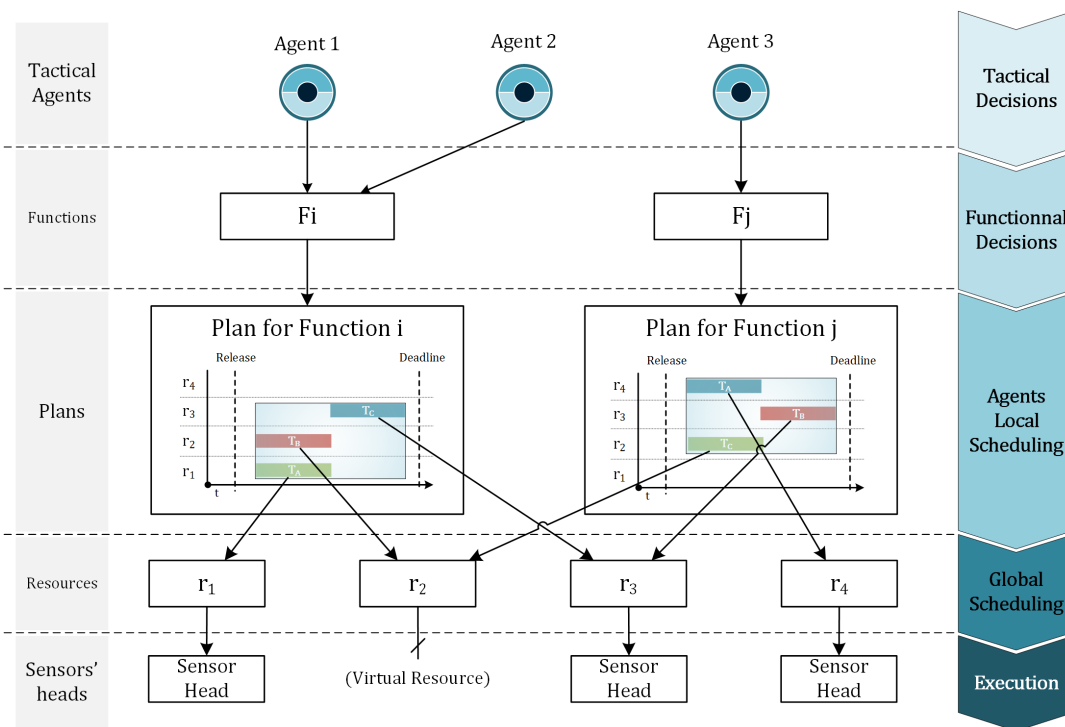 Agent 1
Agent 2
Agent 3
Tactical
Agents
Tactical
Decisions
Functions
Fi
Fj
Functionnal
Decisions
Plans
Plan for Function i
Release
Deadline
r4
r3
r2
r1
TC
TB
TA
t
Plan for Function j
Release
Deadline
r4
r3
r2
r1
TA
TB
TC
t
Agents
Local
Scheduling
Resources
r1
r2
r3
r4
Global
Scheduling
Sensors'
heads
Sensor
Head
(Virtual Resource)
Sensor
Head
Sensor
Head
Execution